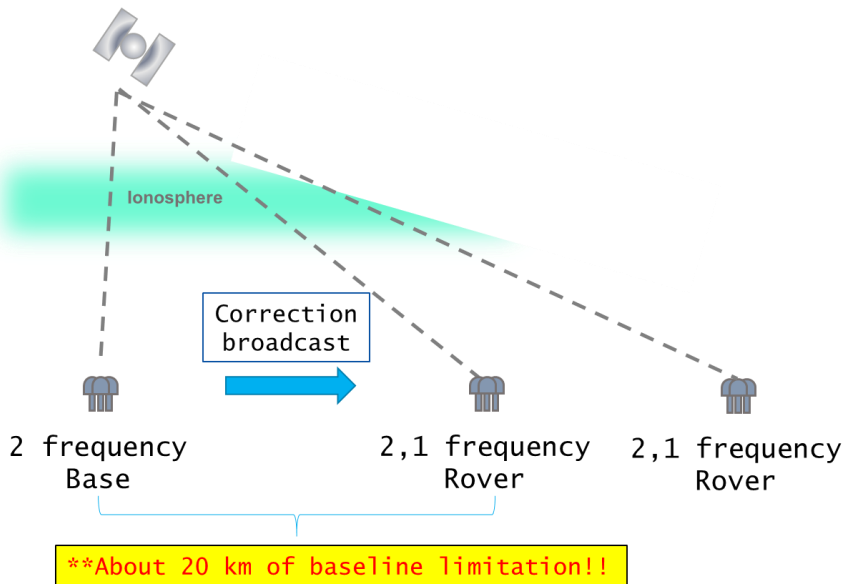 Ionosphere
Correction
broadcast
2 frequency
Base
2,1 frequency
Rover
2,1 frequency
Rover
**About 20 km of baseline limitation!!